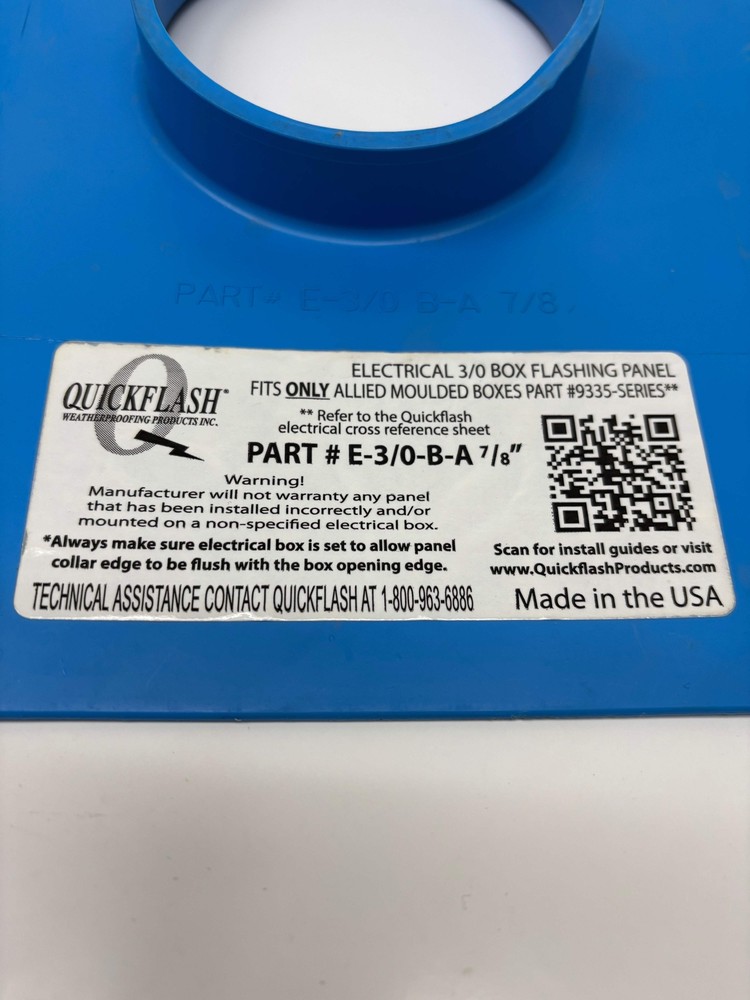 PART# E-3/0 B-A 7/8
ELECTRICAL 3/0 BOX FLASHING PANEL
FITS ONLY ALLIED MOULDED BOXES PART #9335-SERIES**
QUICKFLASH®
WEATHERPROOFING PRODUCTS INC.
** Refer to the Quickflash
electrical cross reference sheet
PART # E-3/0-B-A 7/8"
Warning!
Manufacturer will not warranty any panel
that has been installed incorrectly and/or
mounted on a non-specified electrical box.
*Always make sure electrical box is set to allow panel
collar edge to be flush with the box opening edge.
Scan for install guides or visit
www.QuickflashProducts.com
TECHNICAL ASSISTANCE CONTACT QUICKFLASH AT 1-800-963-6886
Made in the USA